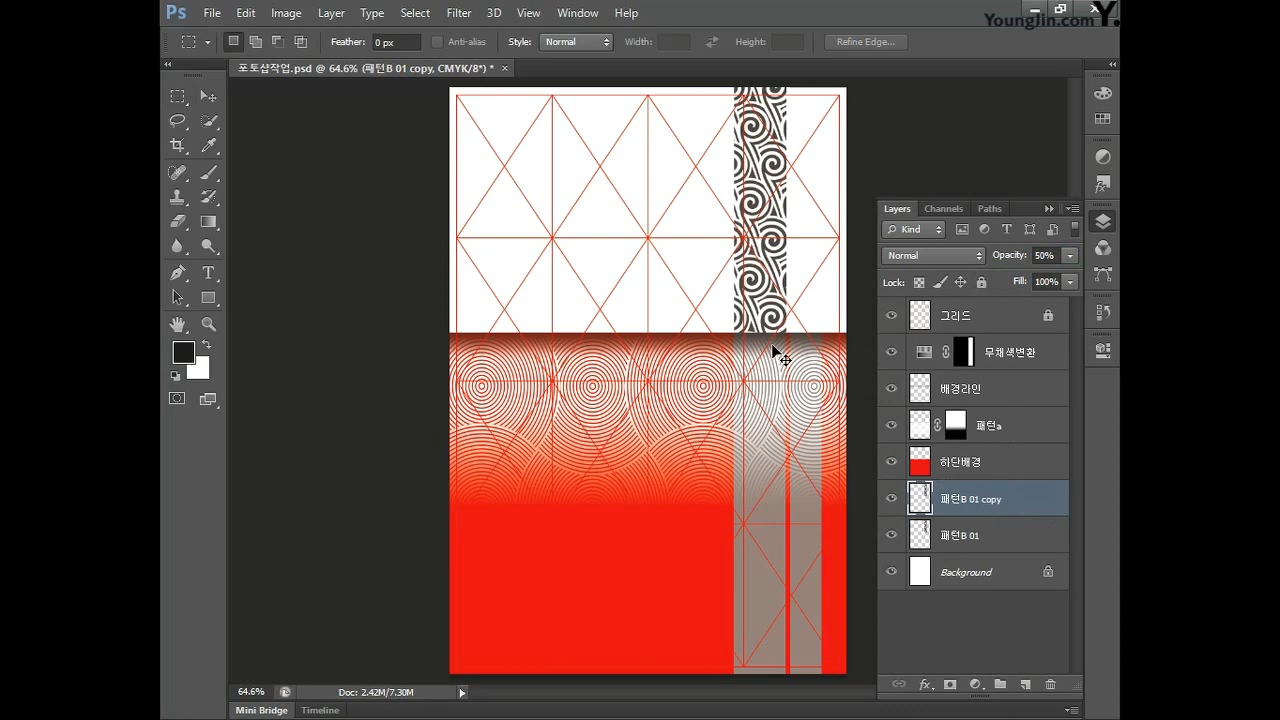 Ps File Edit Image Layer Type Select Filter 3D View Window Help
YoungJin.com Y.
Feather: 0 px Anti-alias Style: Normal Width: Height: Refine Edge...
포토샵작업.psd @ 64.6% (패턴B 01 copy, CMYK/8*) * ×
Layers Channels Paths
Kind
Normal Opacity: 50%
Lock: Fill: 100%
그리드
무채색변환
배경라인
패턴a
하단배경
패턴B 01 copy
패턴B 01
Background
64.6% Doc: 2.42M/7.30M
Mini Bridge Timeline